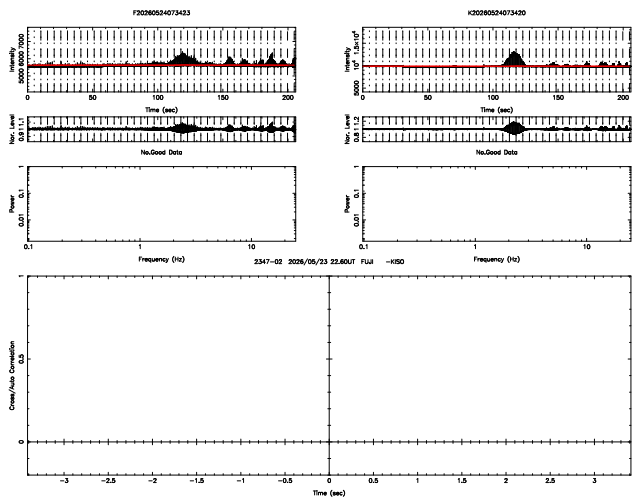 F20260524073423
K20260524073420
Intensity
5000 6000 7000
0 50 100 150 200
Time (sec)
Intensity
5000 10⁴ 1.5×10⁴
0 50 100 150 200
Time (sec)
Nor. Level
0.9 1 1.1
No.Good Data
Nor. Level
0.8 1 1.2
No.Good Data
Power
1
0.1
0.01
0.1 1 10
Frequency (Hz)
Power
1
0.1
0.01
0.1 1 10
Frequency (Hz)
2347-02 2026/05/23 22.60UT FUJI -KISO
Cross/Auto Correlation
1
0.5
0
-3 -2.5 -2 -1.5 -1 -0.5 0 0.5 1 1.5 2 2.5 3
Time (sec)